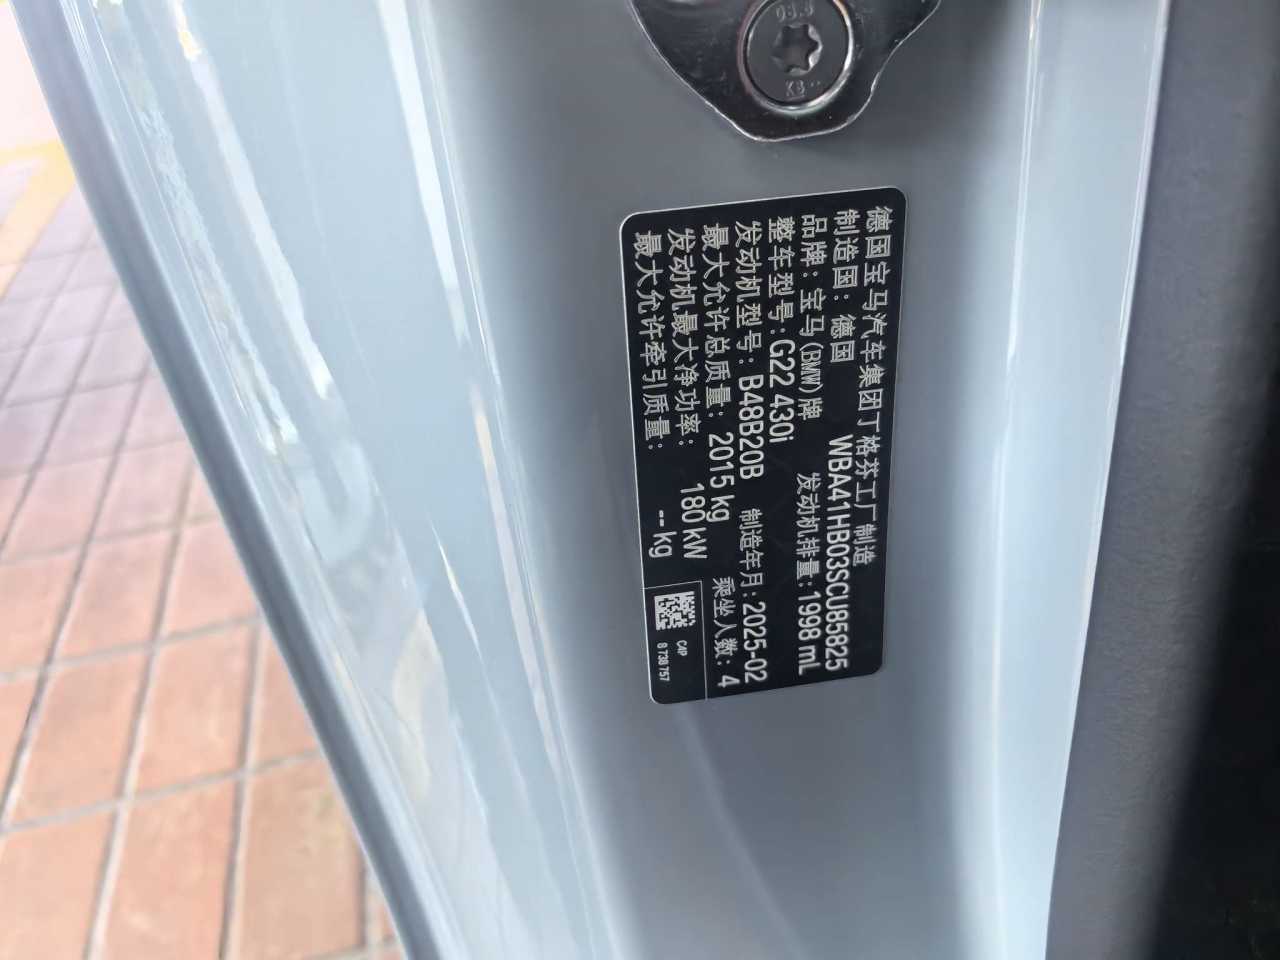 德国宝马汽车集团丁格芬工厂制造
制造国：德国 WBA41HB03SCU85825
品牌：宝马(BMW)牌 发动机排量：1998 mL
整车型号：G22 430i
发动机型号：B48B20B 制造年月：2025-02
最大允许总质量：2015 kg 乘坐人数：4
发动机最大净功率：180 kW
最大允许牵引质量：-- kg
C4P
8 738 757